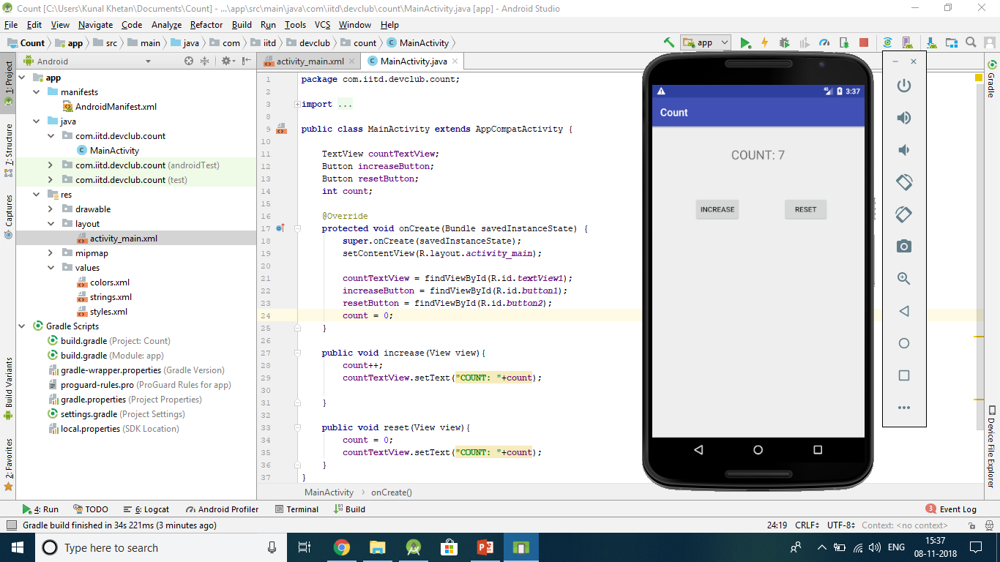 Count [C:\Users\Kunal Khetan\Documents\Count] - ...\app\src\main\java\com\iitd\devclub\count\MainActivity.java [app] - Android Studio
File Edit View Navigate Code Analyze Refactor Build Run Tools VCS Window Help
Count app src main java com iitd devclub count MainActivity app
Android
activity_main.xml MainActivity.java
1: Project
7: Structure
Captures
Build Variants
2: Favorites
app
manifests
AndroidManifest.xml
java
com.iitd.devclub.count
MainActivity
com.iitd.devclub.count (androidTest)
com.iitd.devclub.count (test)
res
drawable
layout
activity_main.xml
mipmap
values
colors.xml
strings.xml
styles.xml
Gradle Scripts
build.gradle (Project: Count)
build.gradle (Module: app)
gradle-wrapper.properties (Gradle Version)
proguard-rules.pro (ProGuard Rules for app)
gradle.properties (Project Properties)
settings.gradle (Project Settings)
local.properties (SDK Location)
1 package com.iitd.devclub.count;
2
3 import ...
8
9 public class MainActivity extends AppCompatActivity {
10
11 TextView countTextView;
12 Button increaseButton;
13 Button resetButton;
14 int count;
15
16 @Override
17 protected void onCreate(Bundle savedInstanceState) {
18 super.onCreate(savedInstanceState);
19 setContentView(R.layout.activity_main);
20
21 countTextView = findViewById(R.id.textView1);
22 increaseButton = findViewById(R.id.button1);
23 resetButton = findViewById(R.id.button2);
24 count = 0;
25 }
26
27 public void increase(View view){
28 count++;
29 countTextView.setText("COUNT: "+count);
30
31 }
32
33 public void reset(View view){
34 count = 0;
35 countTextView.setText("COUNT: "+count);
36 }
37 }
MainActivity onCreate()
4G 3:37
Count
COUNT: 7
INCREASE RESET
Gradle
Device File Explorer
4: Run TODO 6: Logcat Android Profiler Terminal Build 3 Event Log
Gradle build finished in 34s 221ms (3 minutes ago) 24:19 CRLF UTF-8 Context: <no context>
Type here to search ENG 15:37
08-11-2018